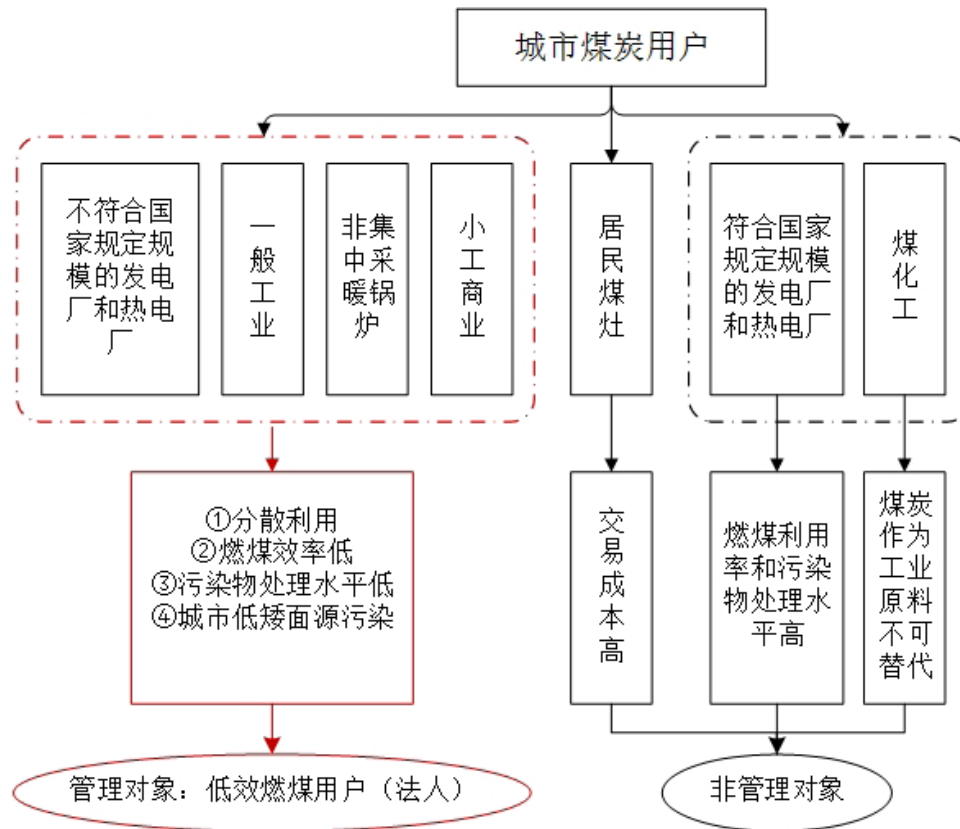 城市煤炭用户
不符合国
家规定规
模的发电
厂和热电
厂
一
般
工
业
非集
中采
暖锅
炉
小
工
商
业
居
民
煤
灶
符合国家
规定规模
的发电厂
和热电厂
煤
化
工
①分散利用
②燃煤效率低
③污染物处理水平低
④城市低矮面源污染
交
易
成
本
高
燃煤利用
率和污染
物处理水
平高
煤炭
作为
工业
原料
不可
替代
管理对象：低效燃煤用户（法人）
非管理对象